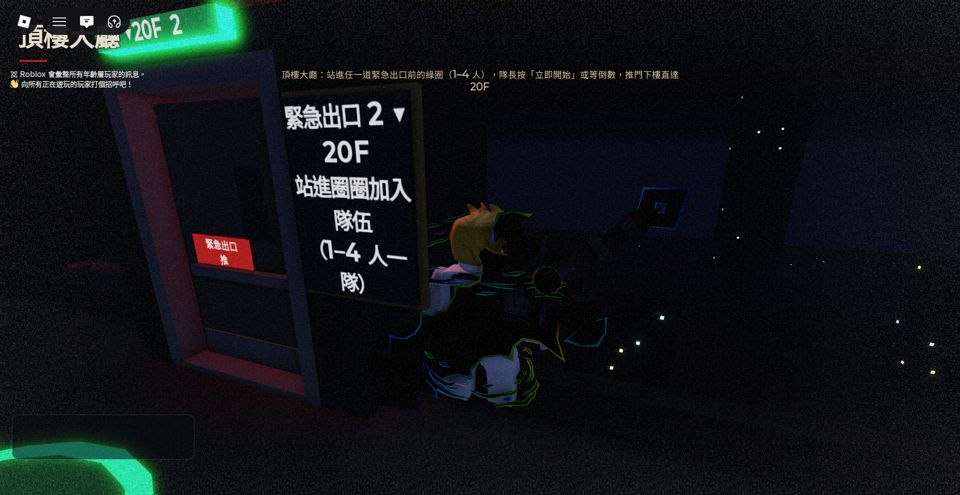 頂樓大廳
▼20F 2
Roblox 會彙整所有年齡層玩家的訊息。
👋 向所有正在遊玩的玩家打個招呼吧！
頂樓大廳：站進任一道緊急出口前的綠圈（1–4 人），隊長按「立即開始」或等倒數，推門下樓直達
20F
緊急出口 2 ▼
20F
站進圈圈加入
隊伍
（1–4 人一
隊）
緊急出口
推